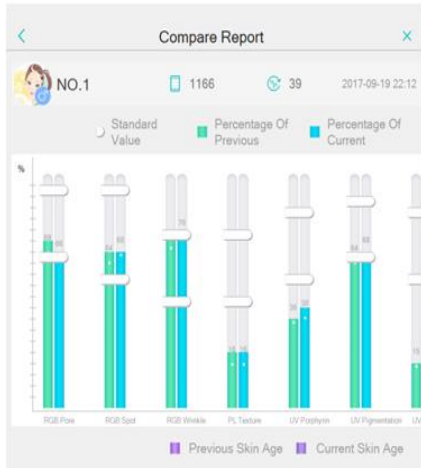 Compare Report
NO.1
1166
39
2017-09-19 22:12
Standard
Value
Percentage Of
Previous
Percentage Of
Current
%
RGB Pore
RGB Spot
RGB Wrinkle
PL Texture
UV Porphyrin
UV Pigmentation
UV
Previous Skin Age
Current Skin Age